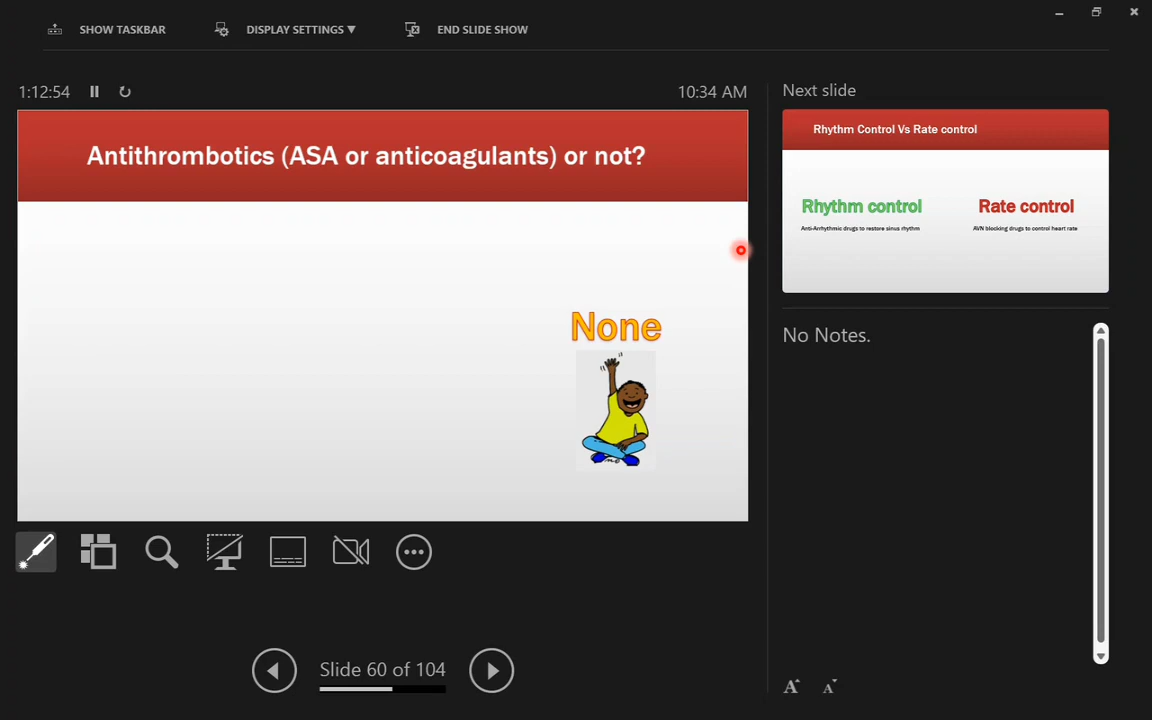 SHOW TASKBAR
DISPLAY SETTINGS ▼
END SLIDE SHOW
1:12:54
10:34 AM
Antithrombotics (ASA or anticoagulants) or not?
None
Next slide
Rhythm Control Vs Rate control
Rhythm control
Rate control
Anti-Arrhythmic drugs to restore sinus rhythm
AVN blocking drugs to control heart rate
No Notes.
Slide 60 of 104
A A